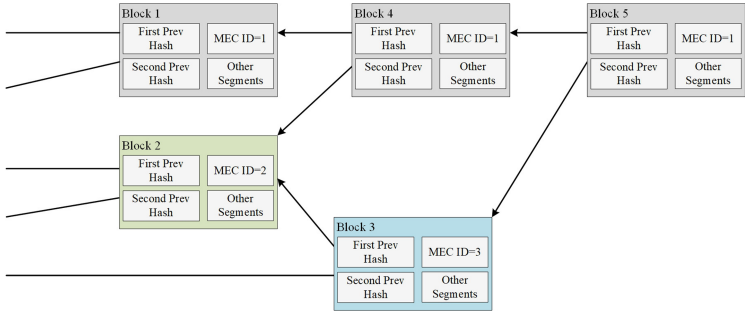 Block 1
First Prev
Hash
MEC ID=1
Second Prev
Hash
Other
Segments
Block 4
First Prev
Hash
MEC ID=1
Second Prev
Hash
Other
Segments
Block 5
First Prev
Hash
MEC ID=1
Second Prev
Hash
Other
Segments
Block 2
First Prev
Hash
MEC ID=2
Second Prev
Hash
Other
Segments
Block 3
First Prev
Hash
MEC ID=3
Second Prev
Hash
Other
Segments